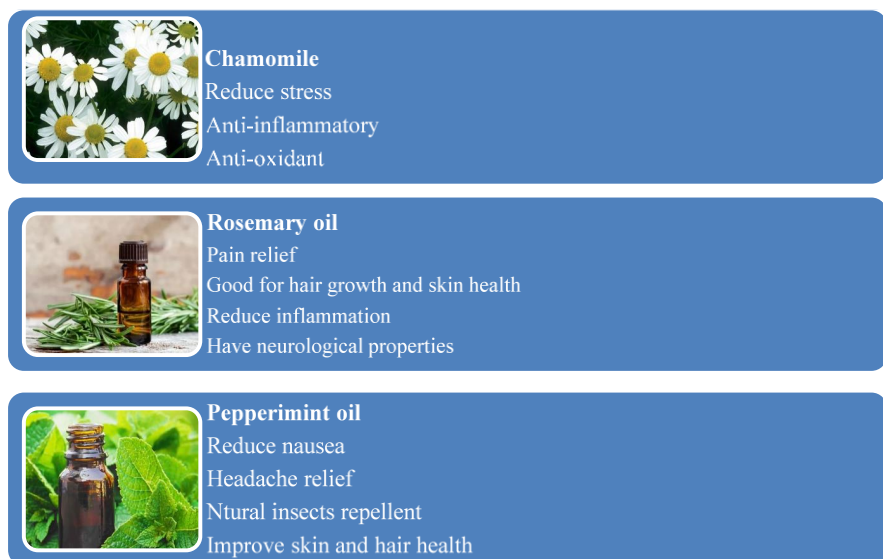 Chamomile
Reduce stress
Anti-inflammatory
Anti-oxidant
Rosemary oil
Pain relief
Good for hair growth and skin health
Reduce inflammation
Have neurological properties
Pepperimint oil
Reduce nausea
Headache relief
Ntural insects repellent
Improve skin and hair health